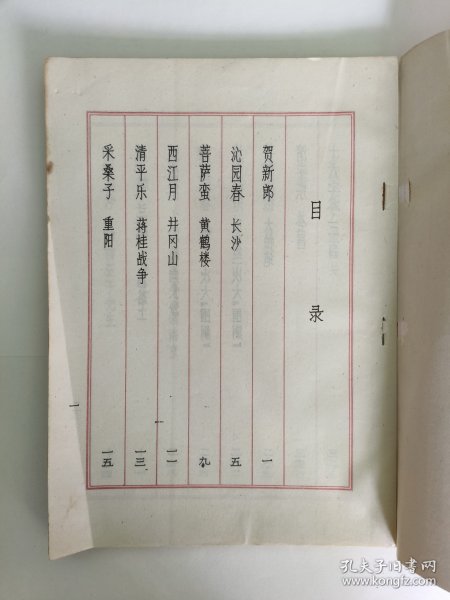 目 录
贺新郎 一
沁园春 长沙 五
菩萨蛮 黄鹤楼 九
西江月 井冈山 一一
清平乐 蒋桂战争 一三
采桑子 重阳 一五
一
孔夫子旧书网
www.kongfz.com